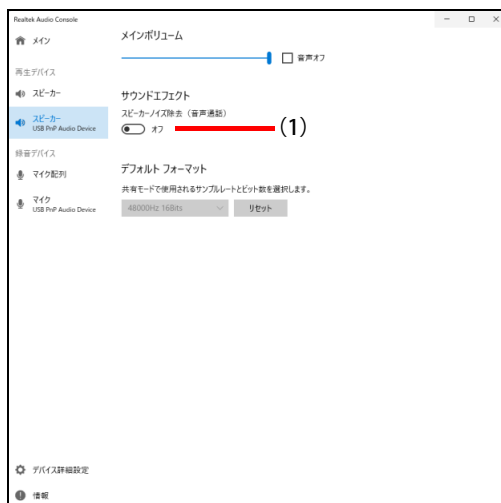 Realtek Audio Console
メイン
再生デバイス
スピーカー
スピーカー
USB PnP Audio Device
録音デバイス
マイク配列
マイク
USB PnP Audio Device
デバイス詳細設定
情報
メインボリューム
音声オフ
サウンドエフェクト
スピーカーノイズ除去（音声通話）
オフ
(1)
デフォルト フォーマット
共有モードで使用されるサンプルレートとビット数を選択します。
48000Hz 16Bits
リセット